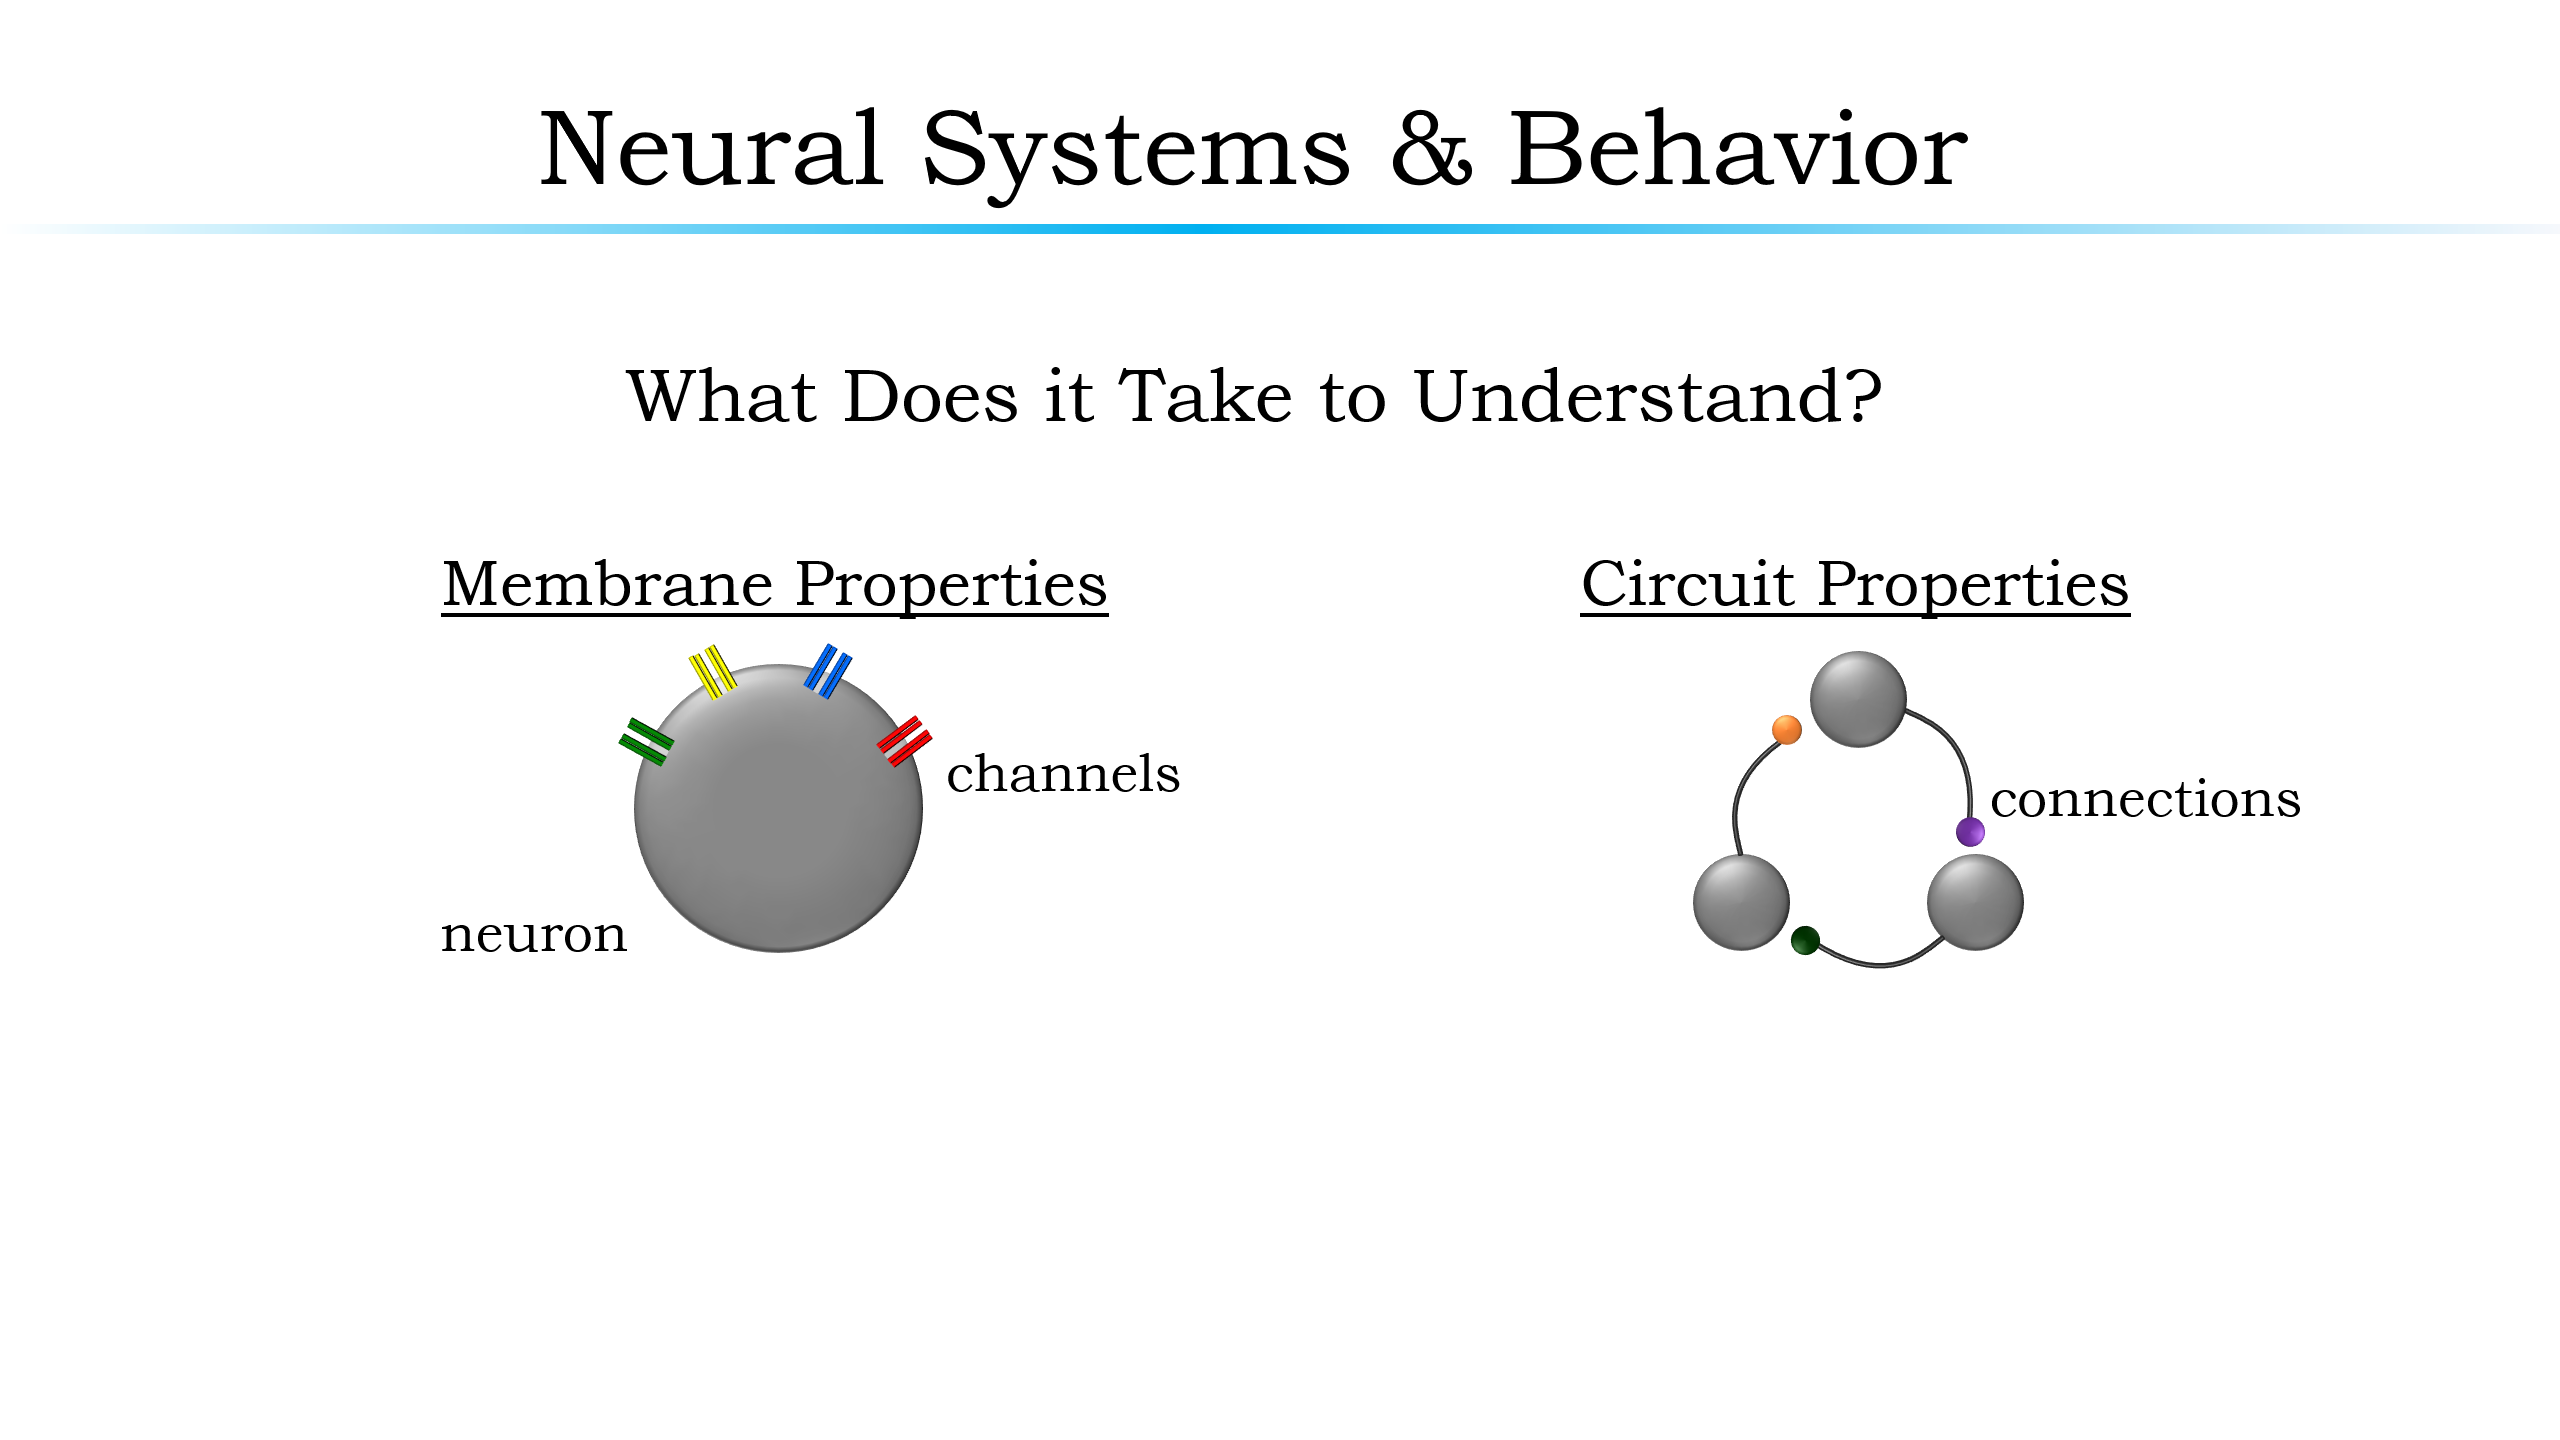 Neural Systems & Behavior
What Does it Take to Understand?
Membrane Properties
channels
neuron
Circuit Properties
connections